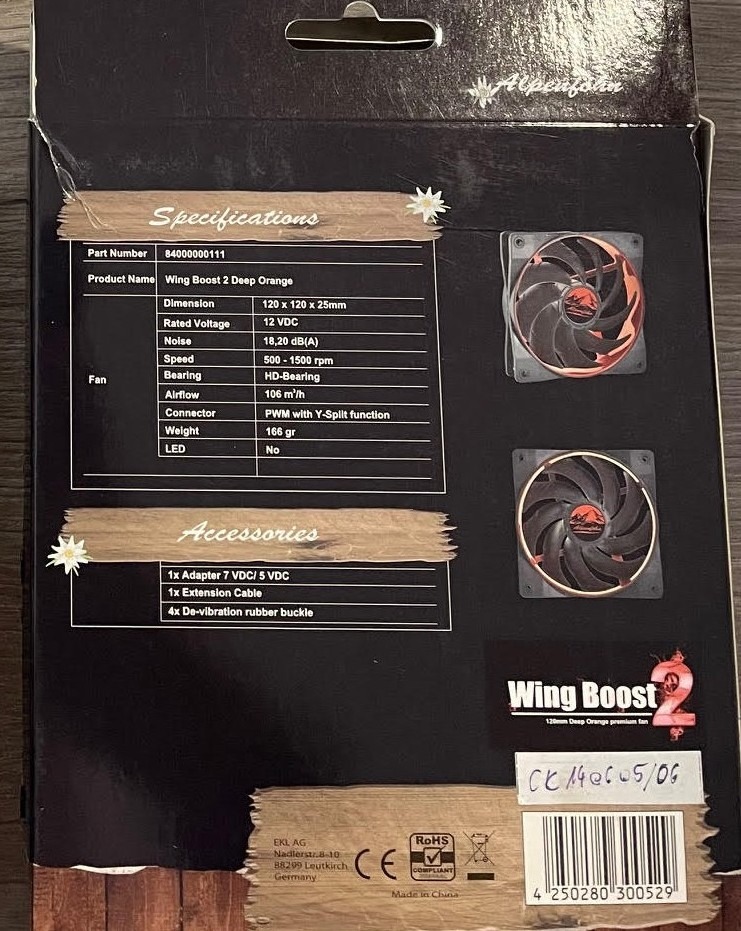 Alpenföhn
Specifications
Part Number 84000000111
Product Name Wing Boost 2 Deep Orange
Fan
Dimension 120 x 120 x 25mm
Rated Voltage 12 VDC
Noise 18,20 dB(A)
Speed 500 - 1500 rpm
Bearing HD-Bearing
Airflow 106 m³/h
Connector PWM with Y-Split function
Weight 166 gr
LED No
Accessories
1x Adapter 7 VDC/ 5 VDC
1x Extension Cable
4x De-vibration rubber buckle
Wing Boost 2
120mm Deep Orange premium fan
EKL AG
Nadlerstr. 8-10
88299 Leutkirch
Germany
CE
RoHS
COMPLIANT
Made in China
4 250280 300529